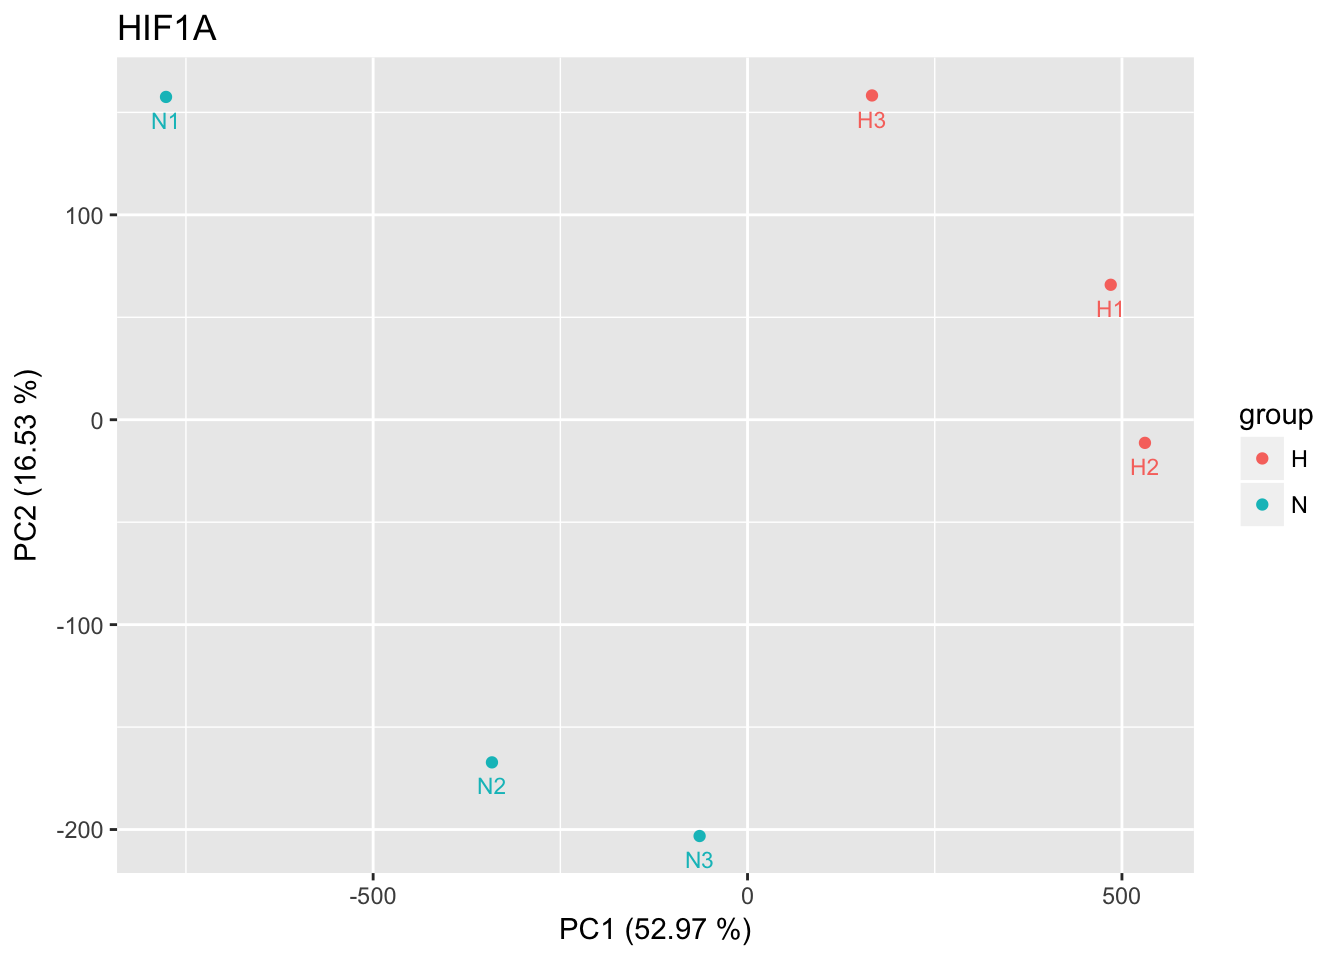 HIF1A
N1
H3
100
H1
0
H2
-100
N2
-200
N3
-500
0
500
PC1 (52.97 %)
PC2 (16.53 %)
group
H
N